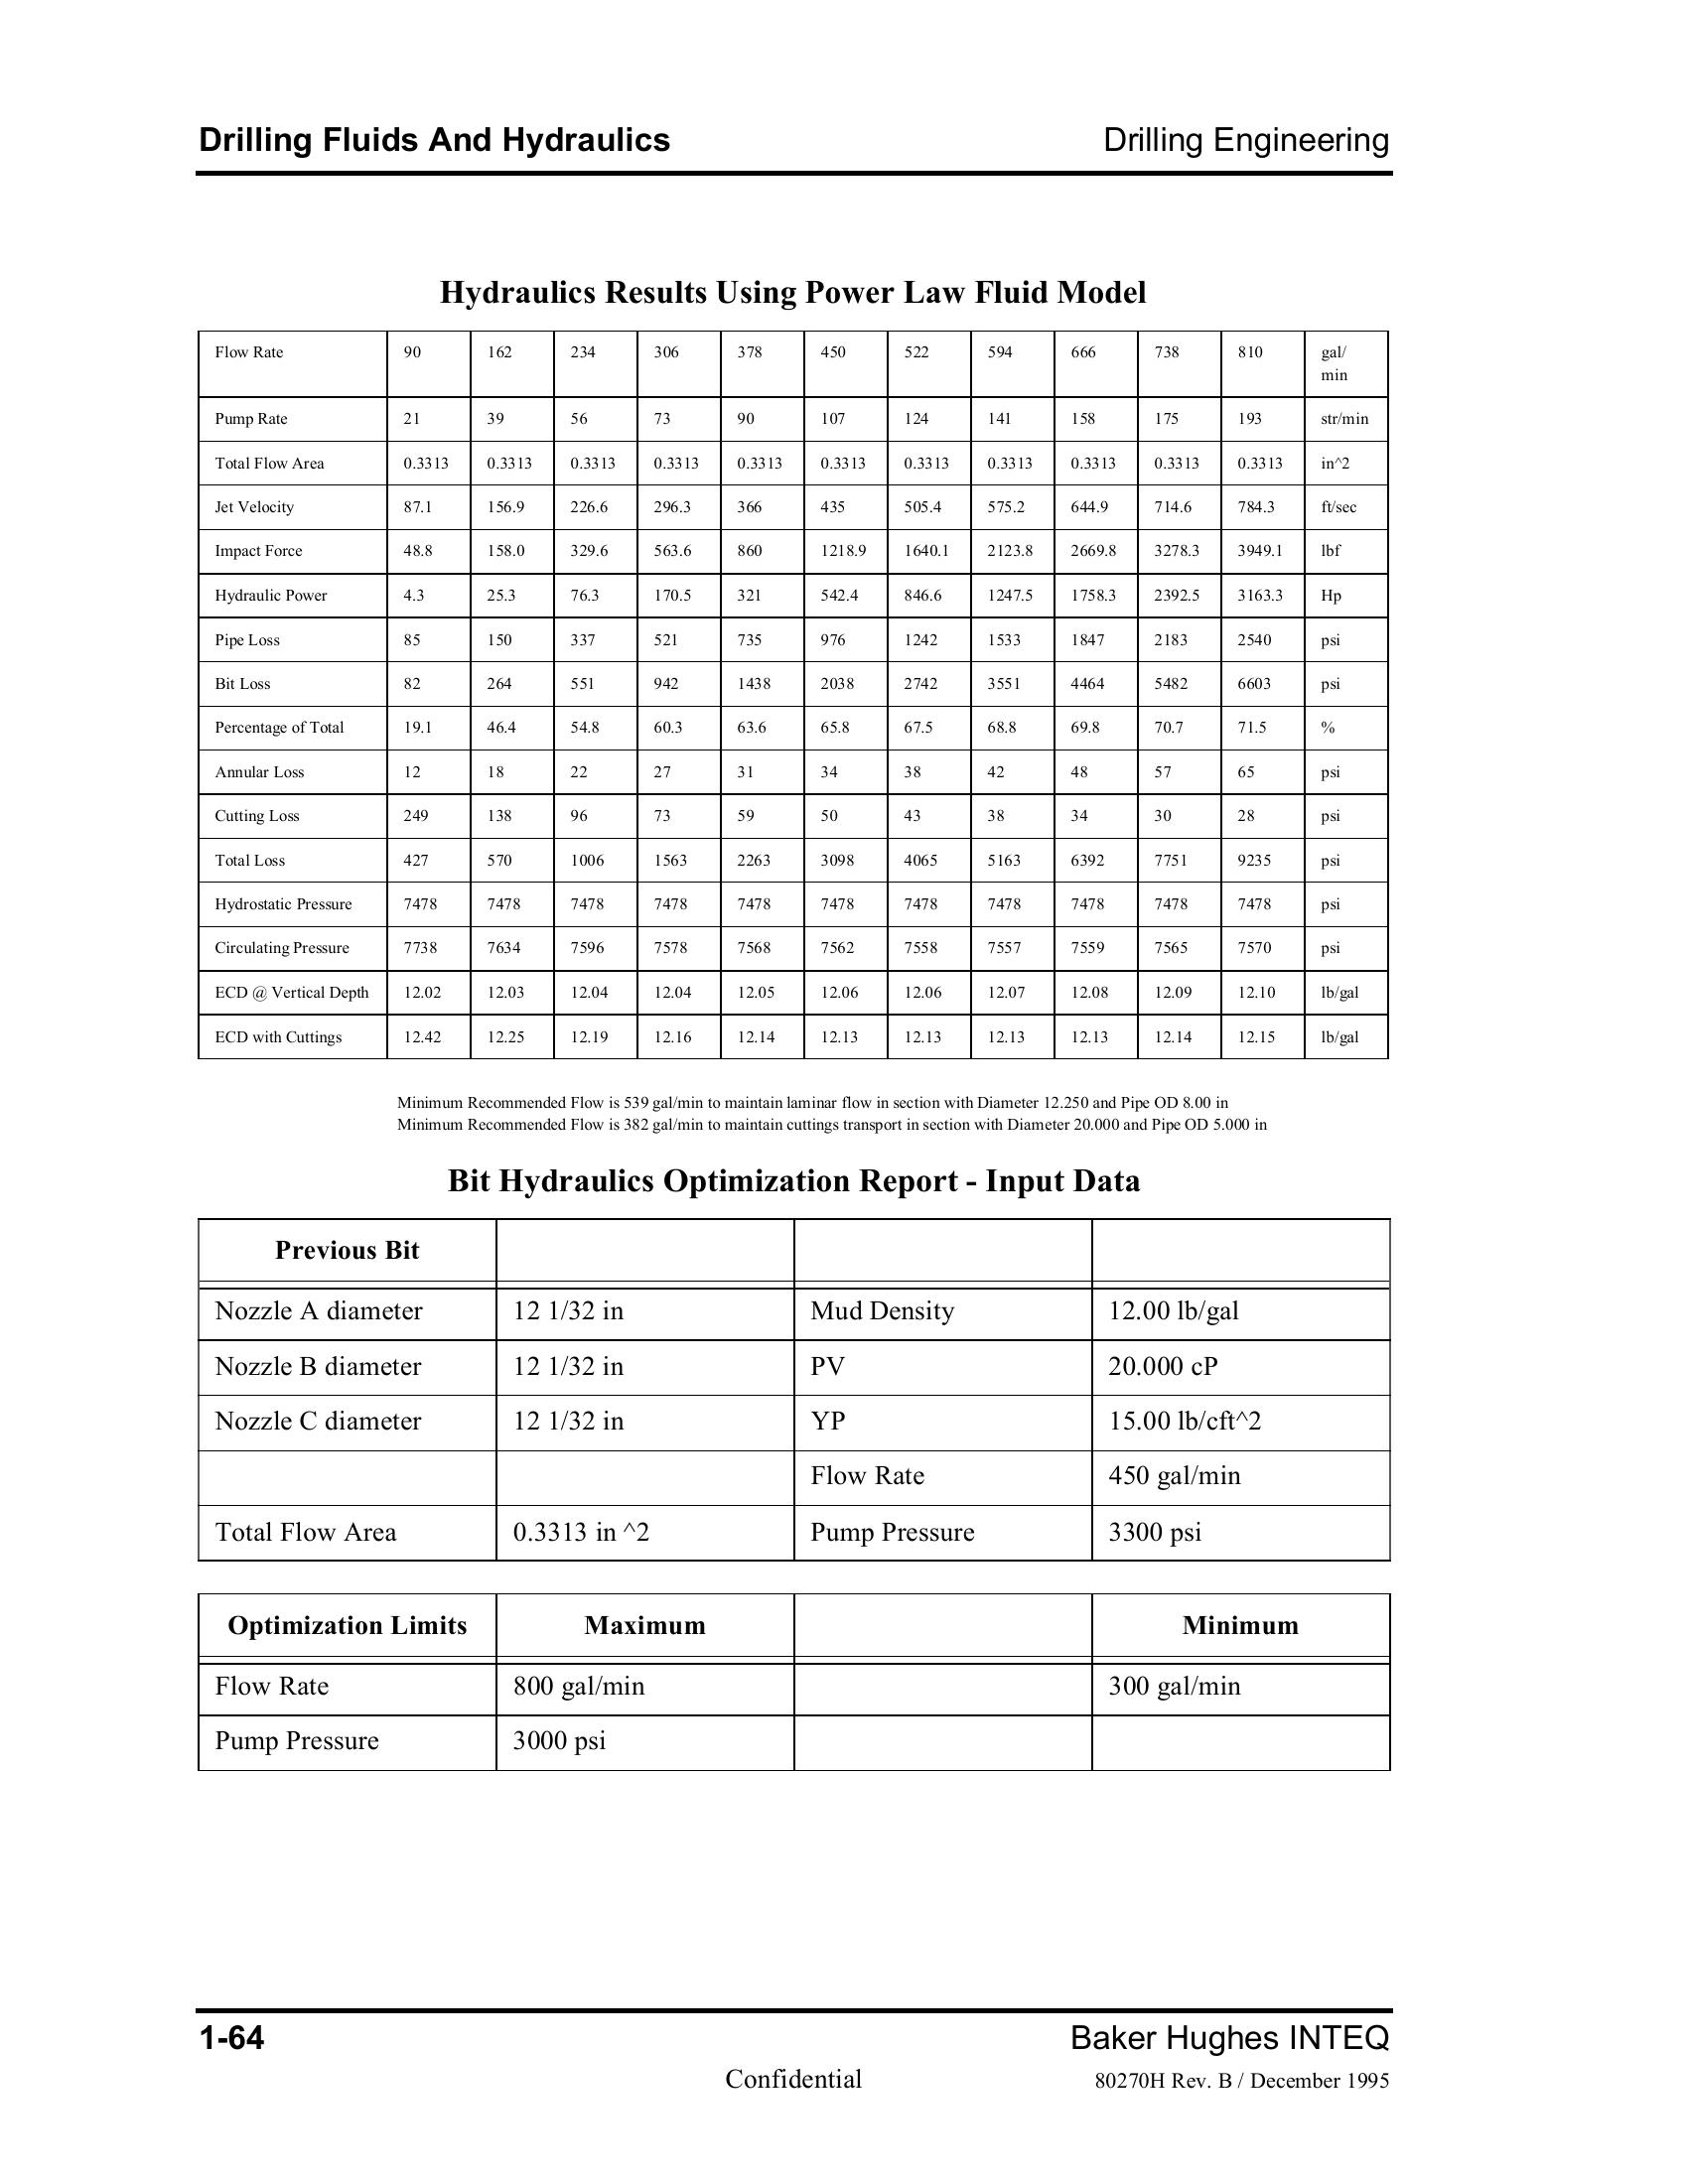 Drilling Fluids And Hydraulics Drilling Engineering
Hydraulics Results Using Power Law Fluid Model
Flow Rate 90 162 234 306 378 450 522 594 666 738 810 gal/
min
Pump Rate 21 39 56 73 90 107 124 141 158 175 193 str/min
Total Flow Area 0.3313 0.3313 0.3313 0.3313 0.3313 0.3313 0.3313 0.3313 0.3313 0.3313 0.3313 in^2
Jet Velocity 87.1 156.9 226.6 296.3 366 435 505.4 575.2 644.9 714.6 784.3 ft/sec
Impact Force 48.8 158.0 329.6 563.6 860 1218.9 1640.1 2123.8 2669.8 3278.3 3949.1 lbf
Hydraulic Power 4.3 25.3 76.3 170.5 321 542.4 846.6 1247.5 1758.3 2392.5 3163.3 Hp
Pipe Loss 85 150 337 521 735 976 1242 1533 1847 2183 2540 psi
Bit Loss 82 264 551 942 1438 2038 2742 3551 4464 5482 6603 psi
Percentage of Total 19.1 46.4 54.8 60.3 63.6 65.8 67.5 68.8 69.8 70.7 71.5 %
Annular Loss 12 18 22 27 31 34 38 42 48 57 65 psi
Cutting Loss 249 138 96 73 59 50 43 38 34 30 28 psi
Total Loss 427 570 1006 1563 2263 3098 4065 5163 6392 7751 9235 psi
Hydrostatic Pressure 7478 7478 7478 7478 7478 7478 7478 7478 7478 7478 7478 psi
Circulating Pressure 7738 7634 7596 7578 7568 7562 7558 7557 7559 7565 7570 psi
ECD @ Vertical Depth 12.02 12.03 12.04 12.04 12.05 12.06 12.06 12.07 12.08 12.09 12.10 lb/gal
ECD with Cuttings 12.42 12.25 12.19 12.16 12.14 12.13 12.13 12.13 12.13 12.14 12.15 lb/gal
Minimum Recommended Flow is 539 gal/min to maintain laminar flow in section with Diameter 12.250 and Pipe OD 8.00 in
Minimum Recommended Flow is 382 gal/min to maintain cuttings transport in section with Diameter 20.000 and Pipe OD 5.000 in
Bit Hydraulics Optimization Report - Input Data
Previous Bit
Nozzle A diameter 12 1/32 in Mud Density 12.00 lb/gal
Nozzle B diameter 12 1/32 in PV 20.000 cP
Nozzle C diameter 12 1/32 in YP 15.00 lb/cft^2
Flow Rate 450 gal/min
Total Flow Area 0.3313 in ^2 Pump Pressure 3300 psi
Optimization Limits Maximum Minimum
Flow Rate 800 gal/min 300 gal/min
Pump Pressure 3000 psi
1-64 Baker Hughes INTEQ
Confidential 80270H Rev. B / December 1995